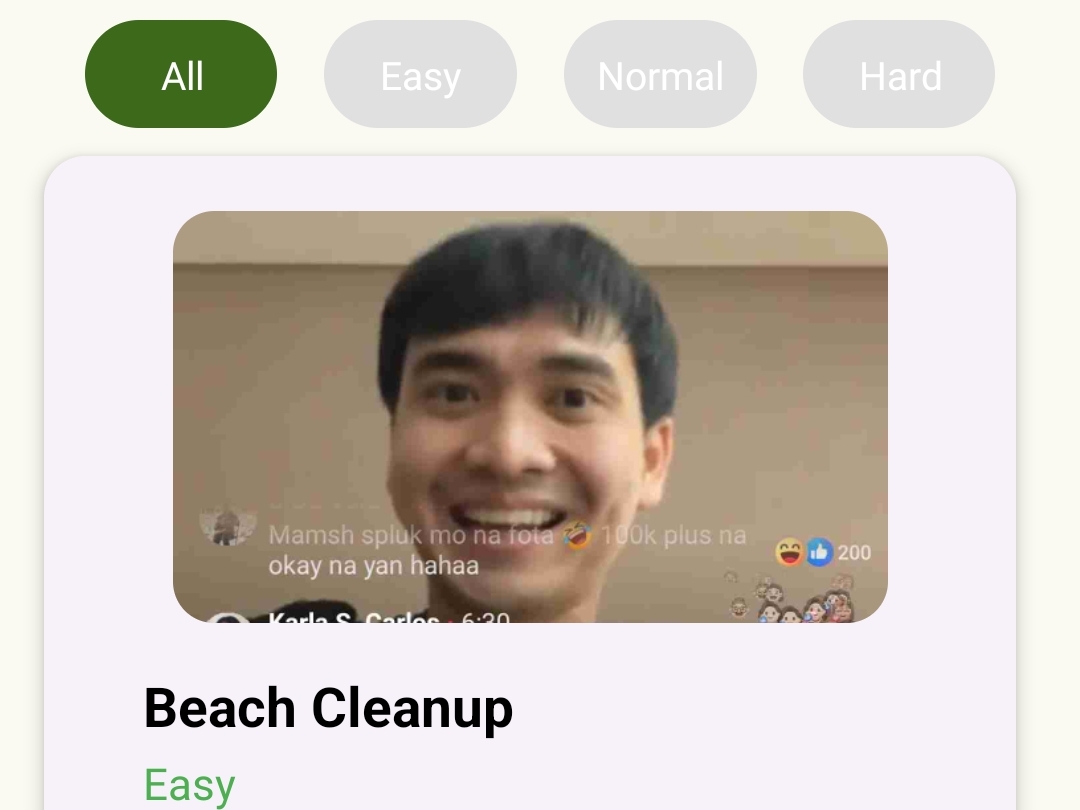 All
Easy
Normal
Hard
Mamsh spluk mo na fota 🤣 100k plus na
okay na yan hahaa
200
Karla S. Carlos · 6:30
Beach Cleanup
Easy